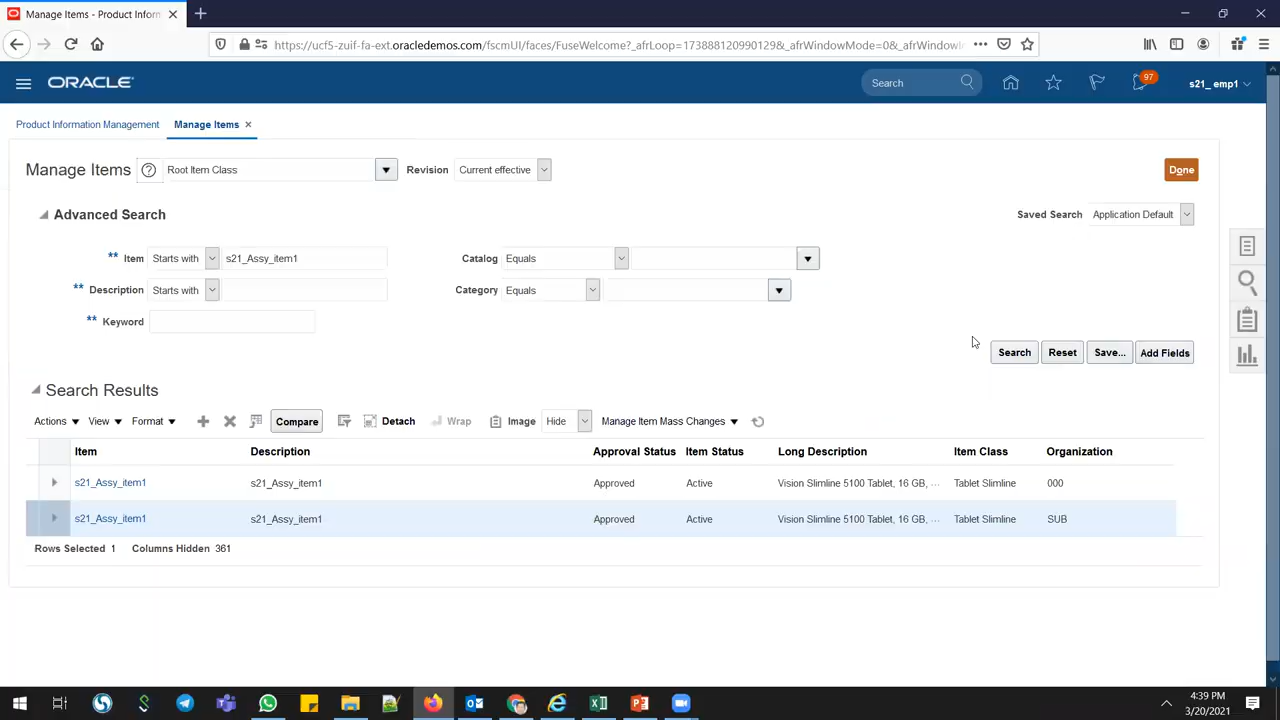 Manage Items - Product Inform
https://ucf5-zuif-fa-ext.oracledemos.com/fscmUI/faces/FuseWelcome?_afrLoop=173888120990129&_afrWindowMode=0&_afrWindowI
ORACLE
Search
97
s21_ emp1
Product Information Management
Manage Items
Manage Items
Root Item Class
Revision
Current effective
Done
Advanced Search
Saved Search
Application Default
** Item
Starts with
s21_Assy_item1
Catalog
Equals
** Description
Starts with
Category
Equals
** Keyword
Search
Reset
Save...
Add Fields
Search Results
Actions
View
Format
Compare
Detach
Wrap
Image
Hide
Manage Item Mass Changes
Item Description Approval Status Item Status Long Description Item Class Organization
s21_Assy_item1 s21_Assy_item1 Approved Active Vision Slimline 5100 Tablet, 16 GB, ... Tablet Slimline 000
s21_Assy_item1 s21_Assy_item1 Approved Active Vision Slimline 5100 Tablet, 16 GB, ... Tablet Slimline SUB
Rows Selected 1 Columns Hidden 361
4:39 PM
3/20/2021